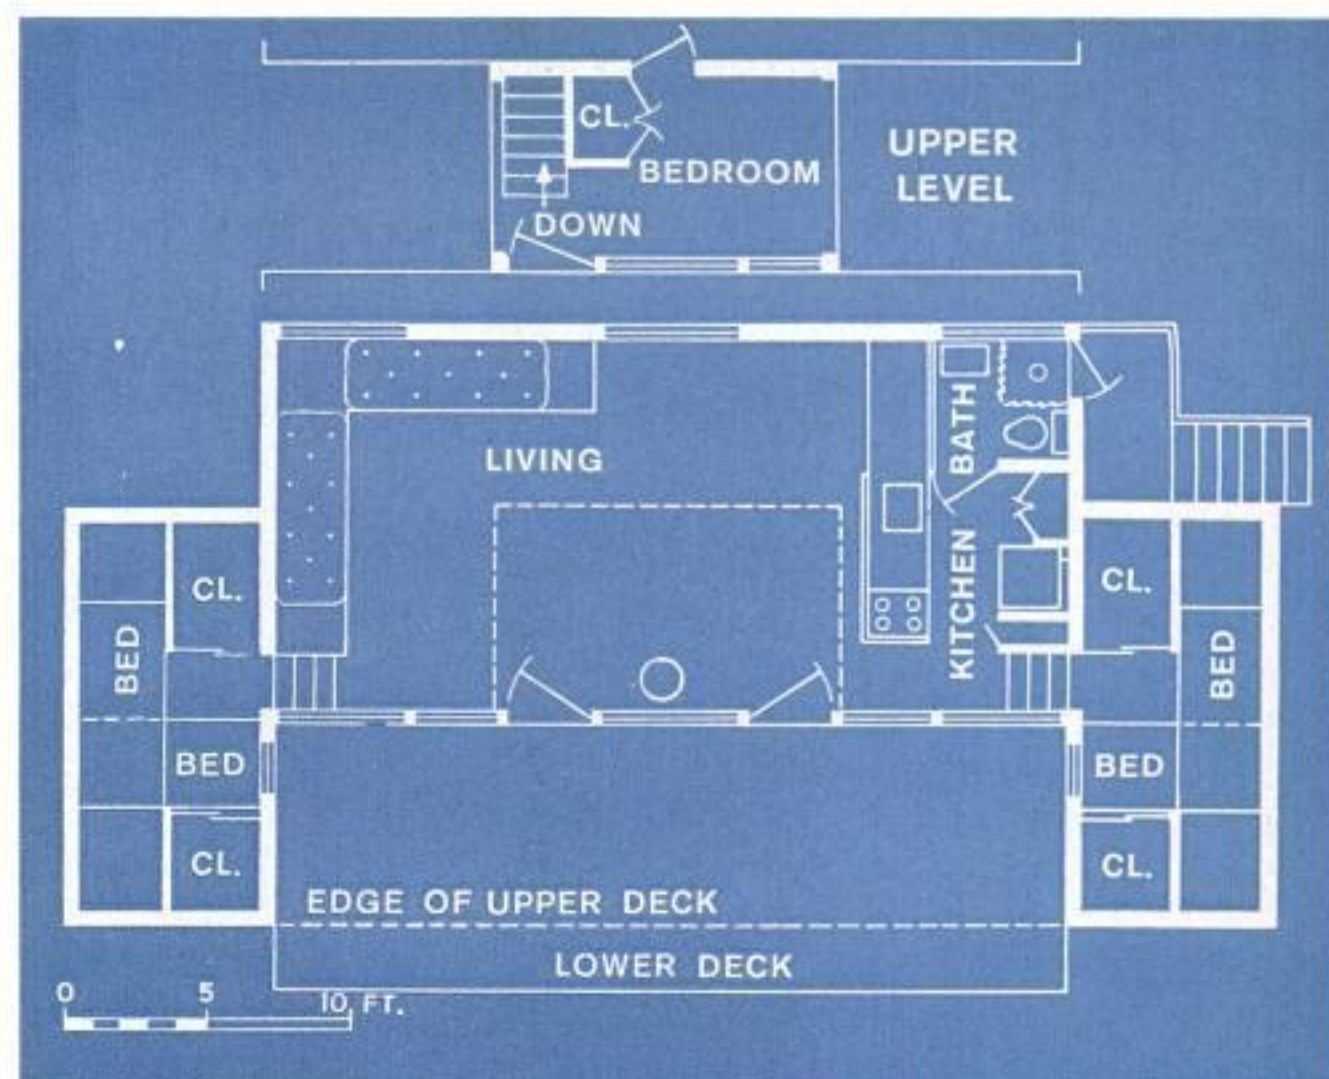 CL.
UPPER
LEVEL
BEDROOM
DOWN
LIVING
BATH
KITCHEN
CL.
CL.
BED
BED
BED
BED
CL.
CL.
EDGE OF UPPER DECK
LOWER DECK
0 5 10 FT.